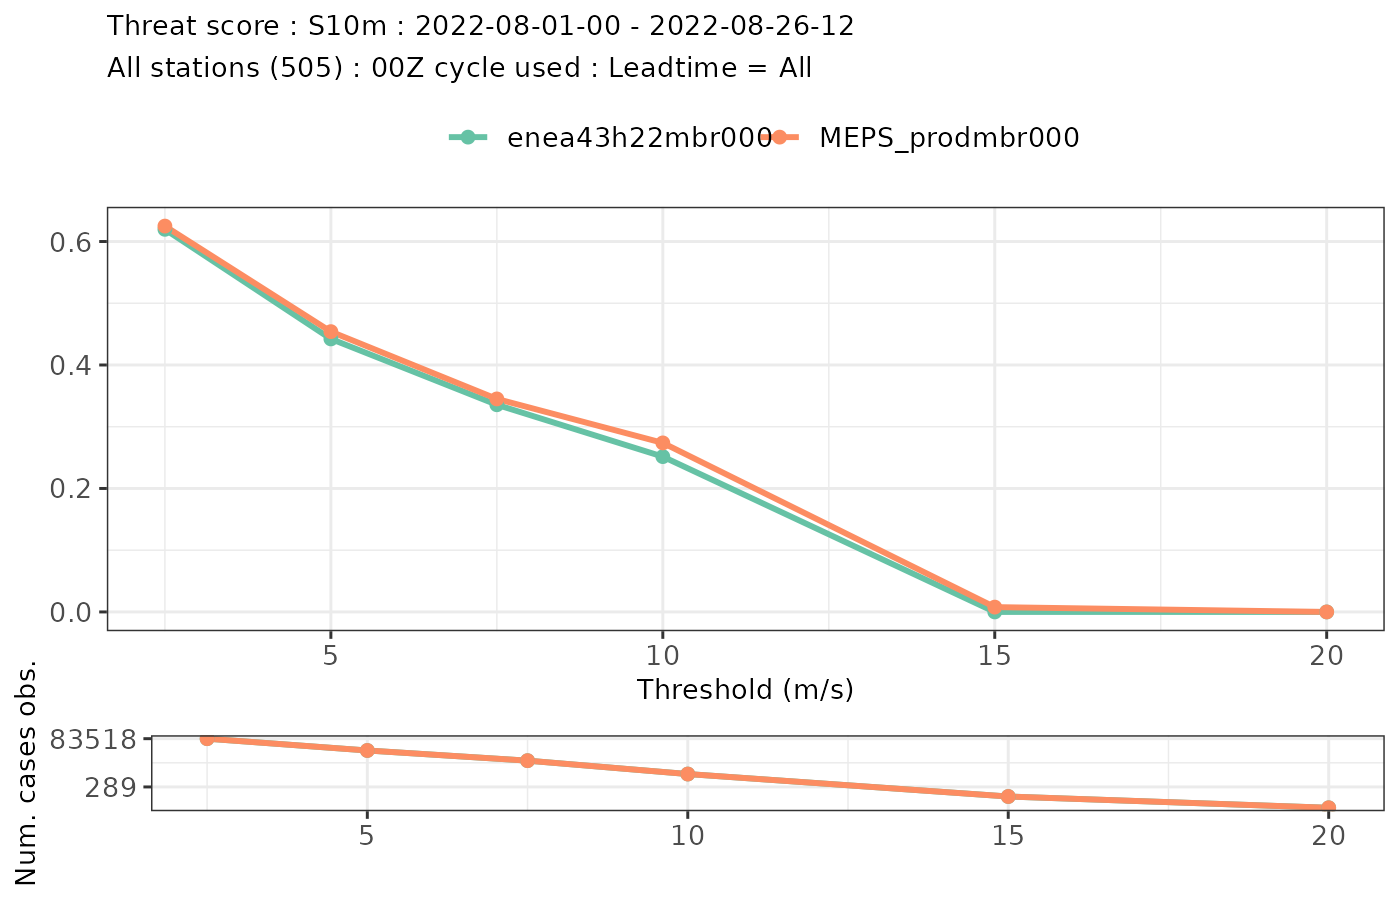 Threat score : S10m : 2022-08-01-00 - 2022-08-26-12
All stations (505) : 00Z cycle used : Leadtime = All
enea43h22mbr000 MEPS_prodmbr000
0.6
0.4
0.2
0.0
5 10 15 20
Threshold (m/s)
Num. cases obs.
83518
289
5 10 15 20